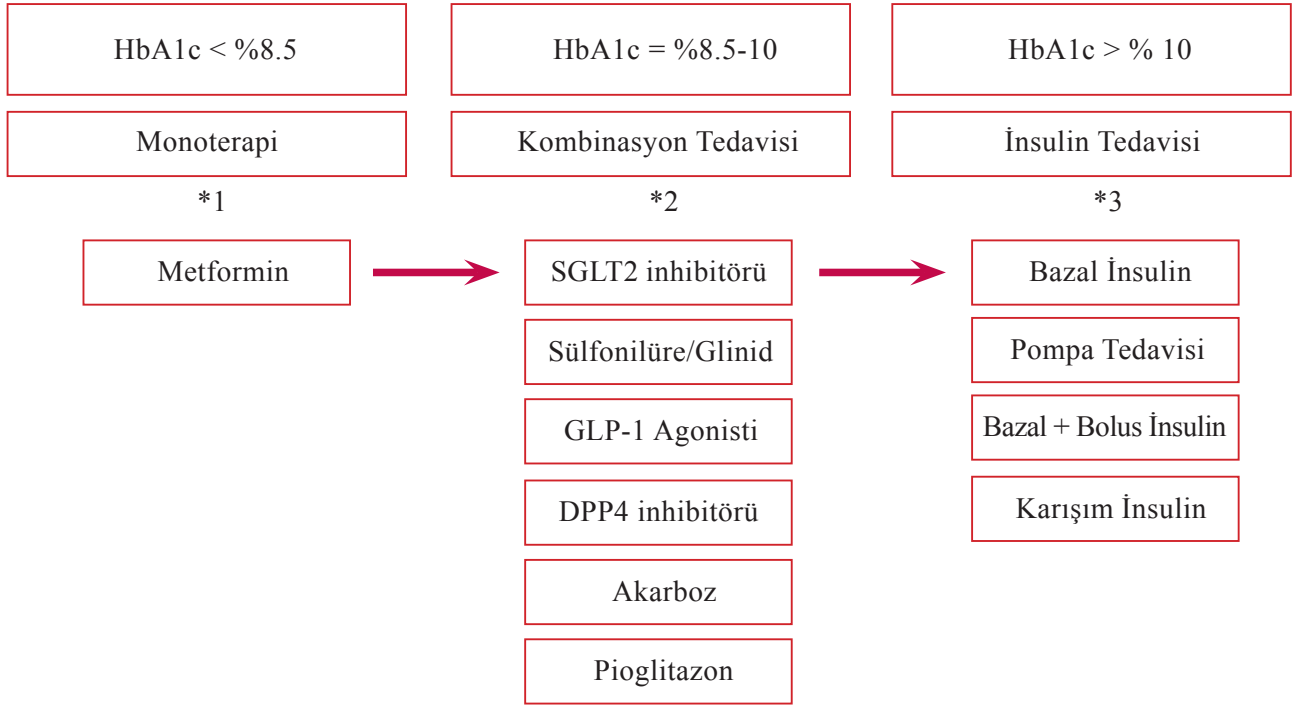 HbA1c < %8.5
HbA1c = %8.5-10
HbA1c > % 10
Monoterapi
Kombinasyon Tedavisi
İnsulin Tedavisi
*1
*2
*3
Metformin
SGLT2 inhibitörü
Bazal İnsulin
Sülfonilüre/Glinid
Pompa Tedavisi
GLP-1 Agonisti
Bazal + Bolus İnsulin
DPP4 inhibitörü
Karışım İnsulin
Akarboz
Pioglitazon